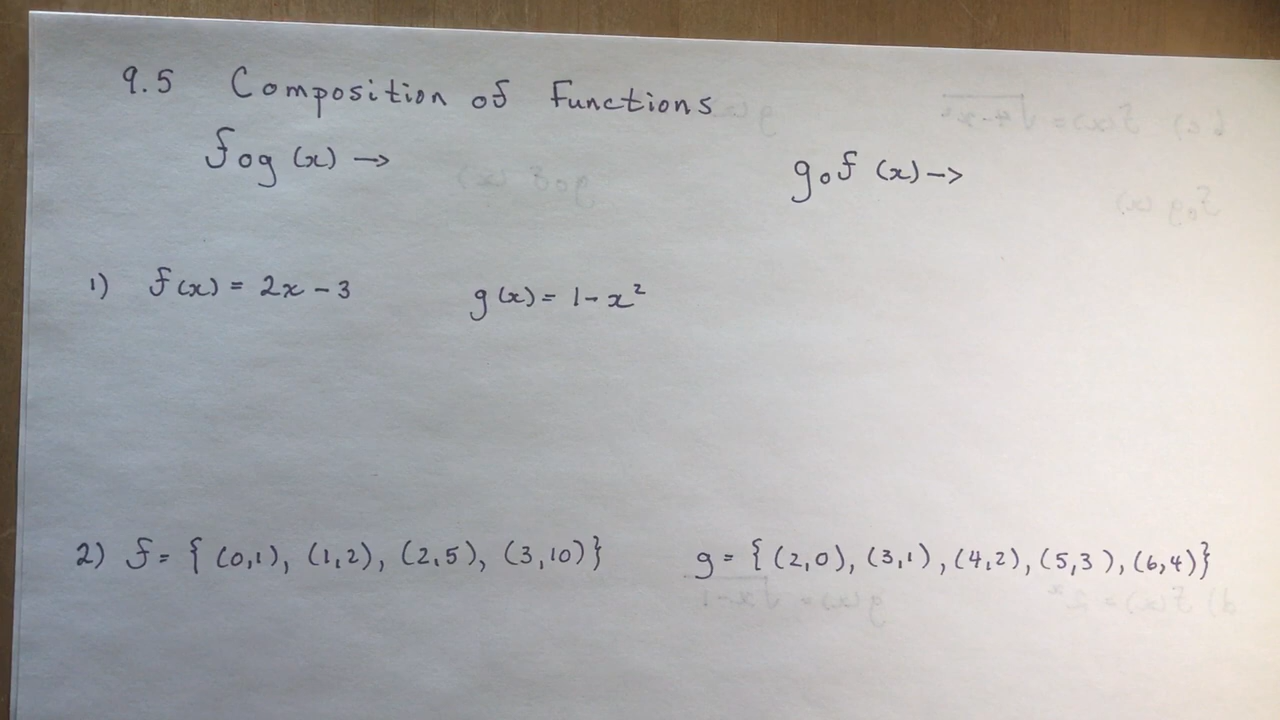 9.5 Composition of Functions
f∘g (x) → g∘f (x) →
1) f(x) = 2x - 3 g(x) = 1 - x²
2) f = { (0,1), (1,2), (2,5), (3,10)} g = { (2,0), (3,1), (4,2), (5,3), (6,4)}